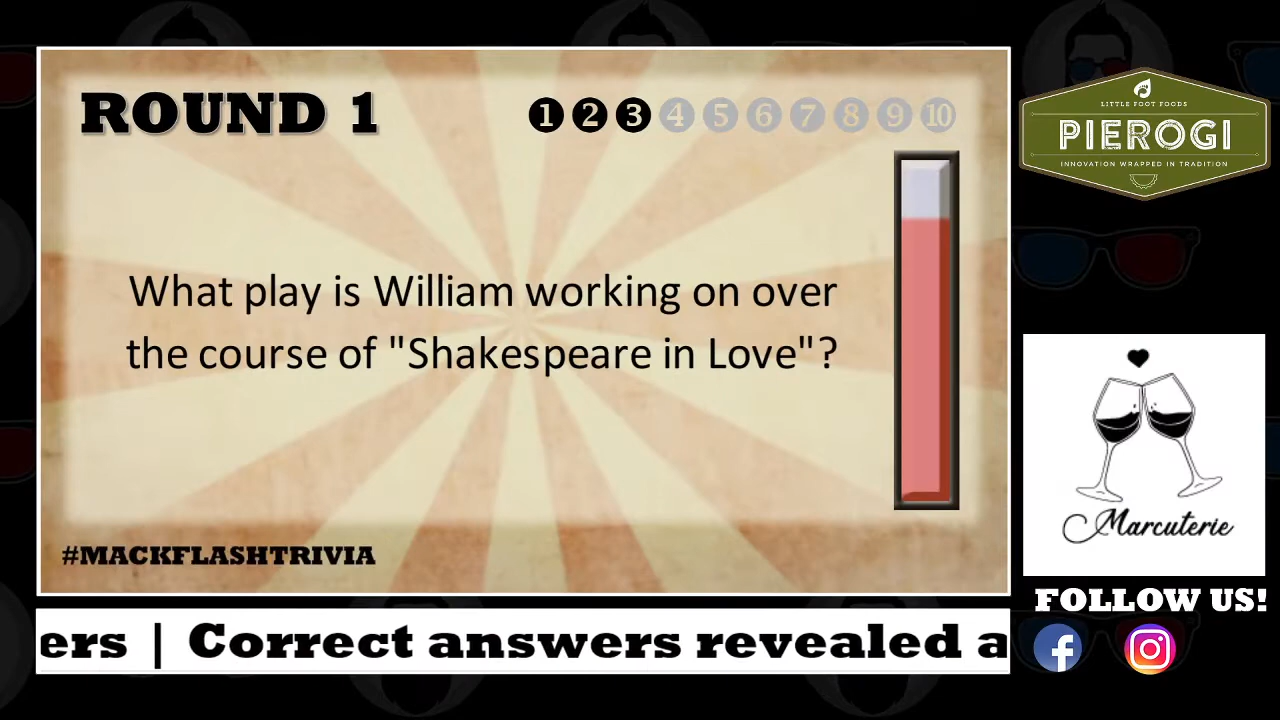 ROUND 1
1 2 3 4 5 6 7 8 9 10
What play is William working on over
the course of "Shakespeare in Love"?
#MACKFLASHTRIVIA
ers | Correct answers revealed a
LITTLE FOOT FOODS
PIEROGI
INNOVATION WRAPPED IN TRADITION
Marcuterie
FOLLOW US!